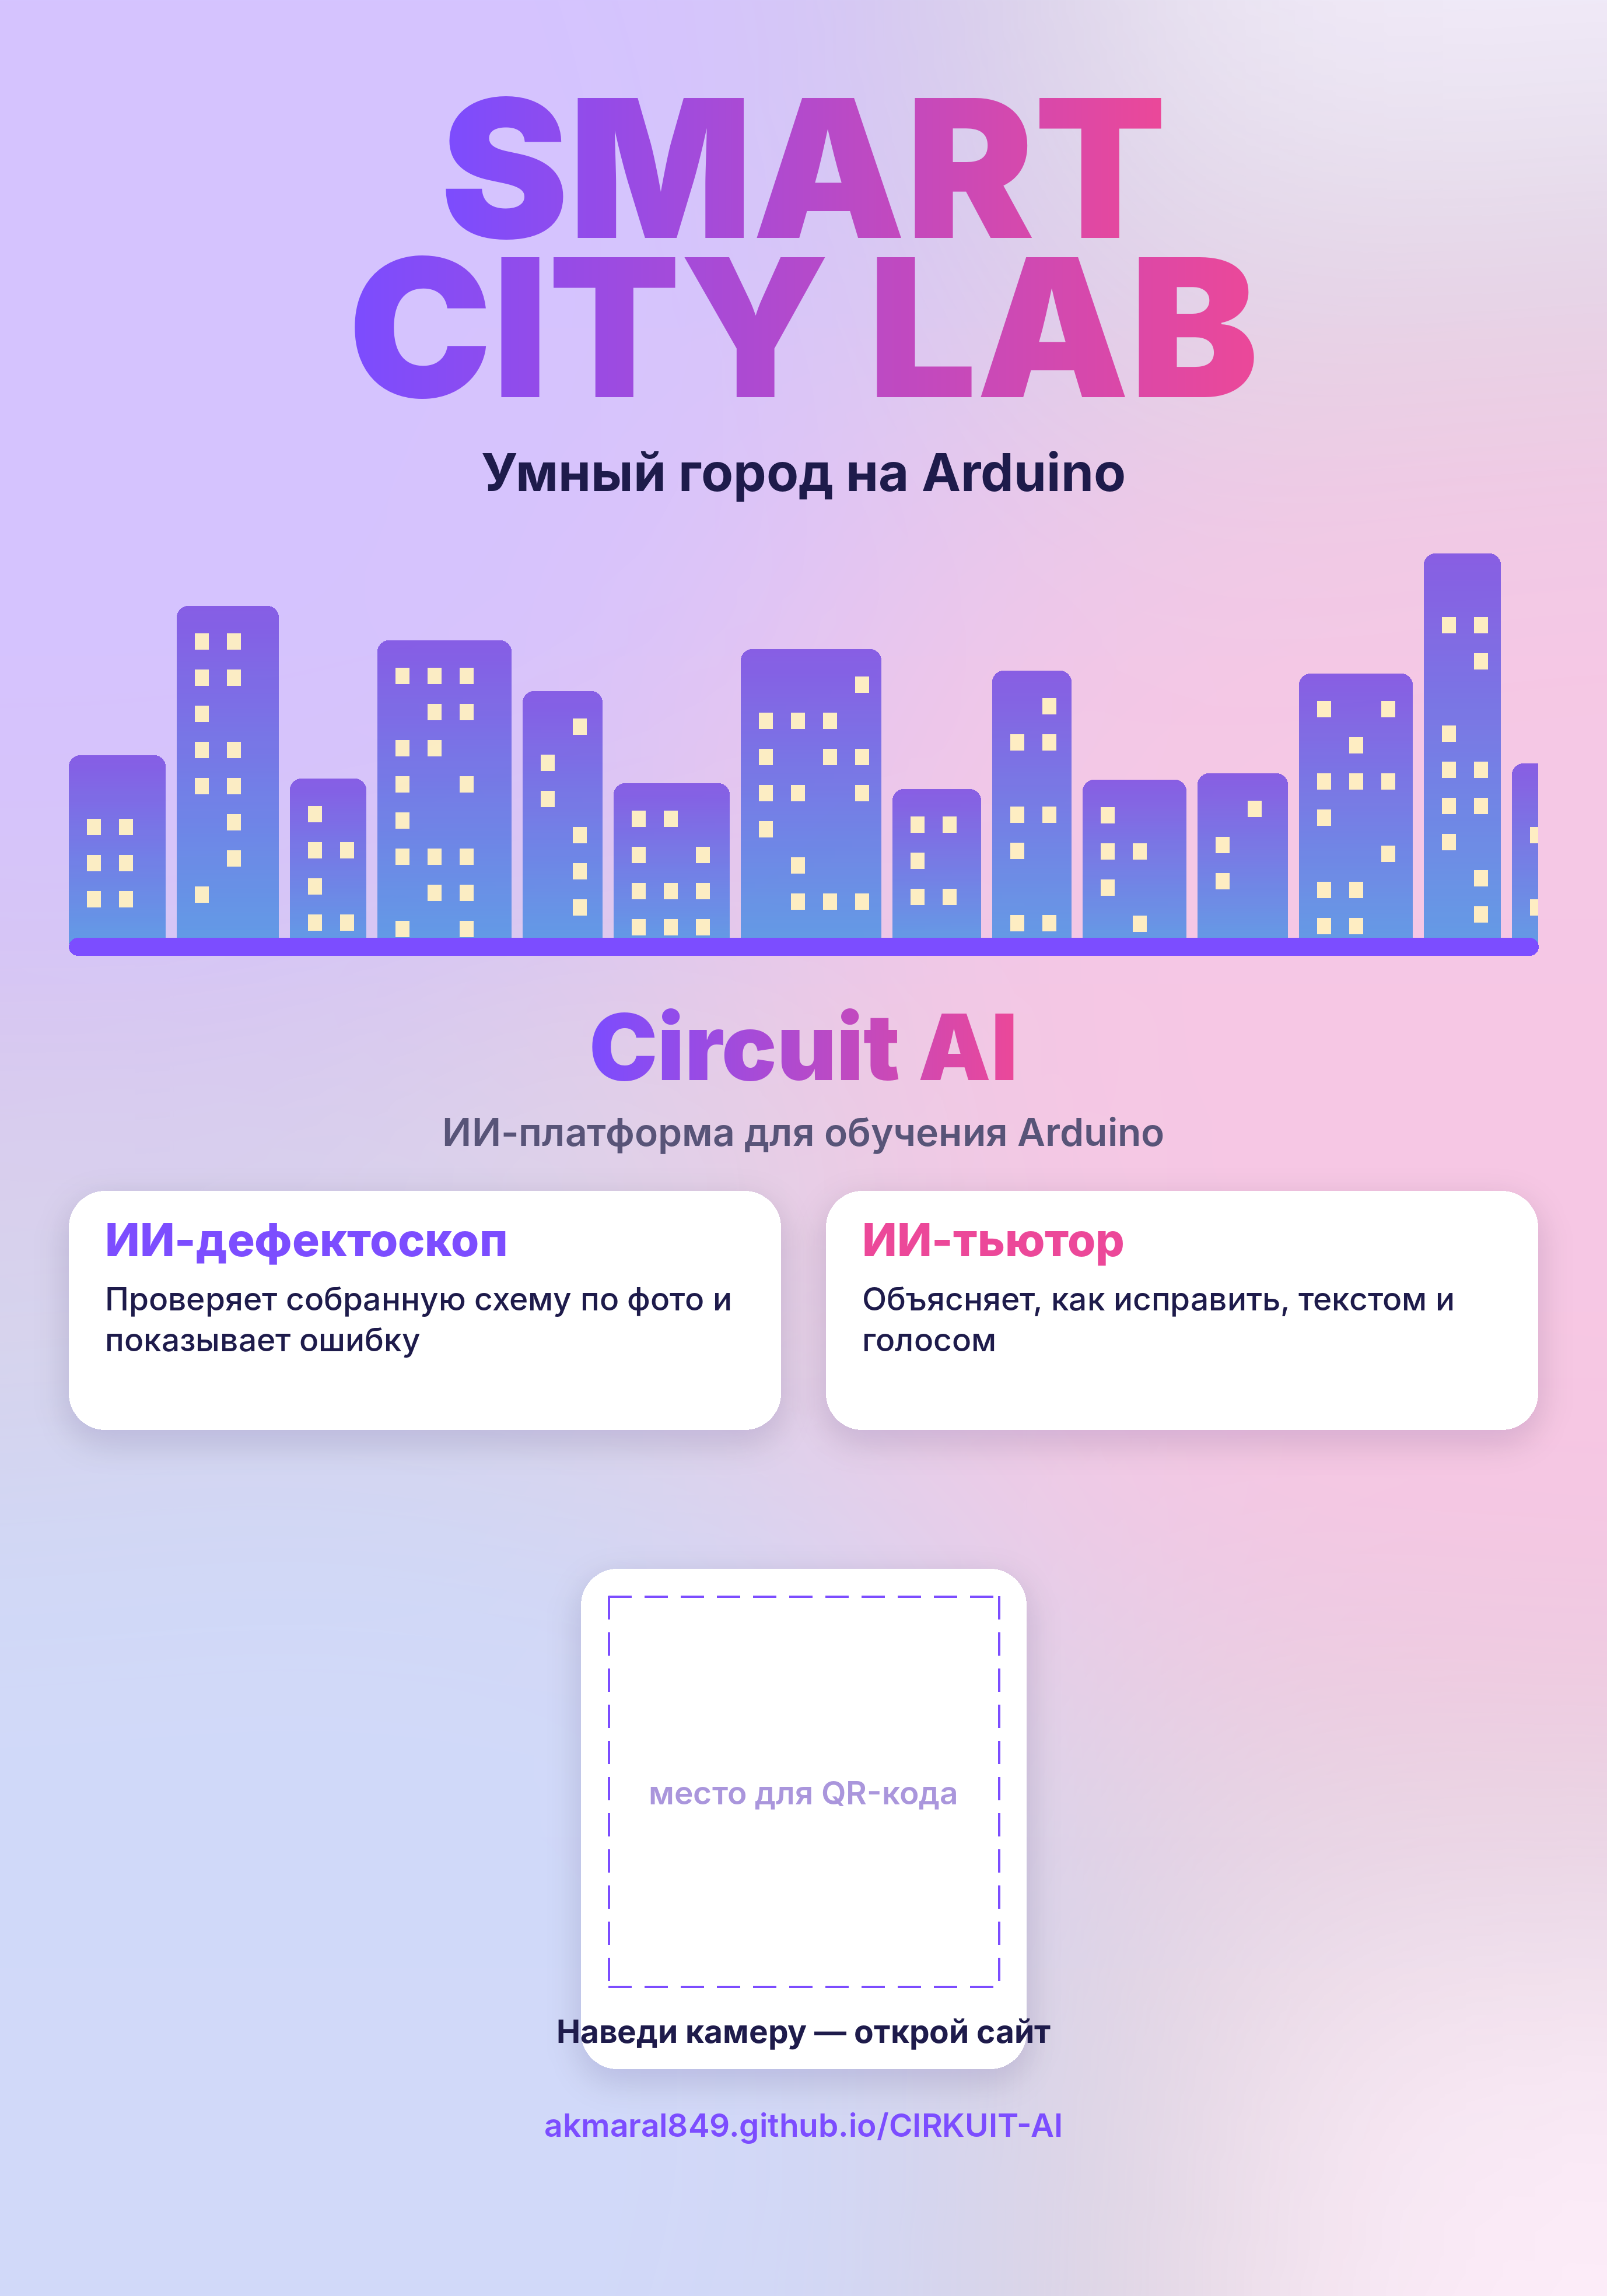 SMART
CITY LAB
Умный город на Arduino
Circuit AI
ИИ-платформа для обучения Arduino
ИИ-дефектоскоп
Проверяет собранную схему по фото и
показывает ошибку
ИИ-тьютор
Объясняет, как исправить, текстом и
голосом
место для QR-кода
Наведи камеру — открой сайт
akmaral849.github.io/CIRKUIT-AI